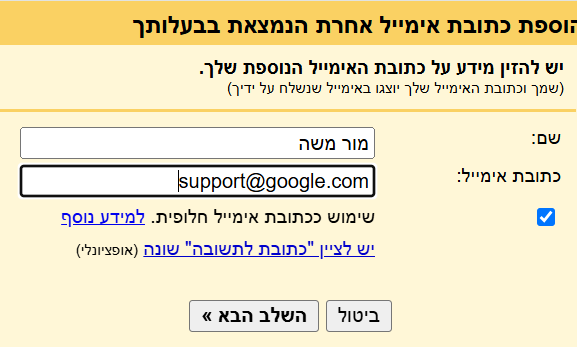 הוספת כתובת אימייל אחרת הנמצאת בבעלותך
יש להזין מידע על כתובת האימייל הנוספת שלך.
(שמך וכתובת האימייל שלך יוצגו באימייל שנשלח על ידיך)
שם: מור משה
כתובת אימייל: support@google.com
שימוש ככתובת אימייל חלופית. למידע נוסף
יש לציין "כתובת לתשובה" שונה (אופציונלי)
ביטול השלב הבא »